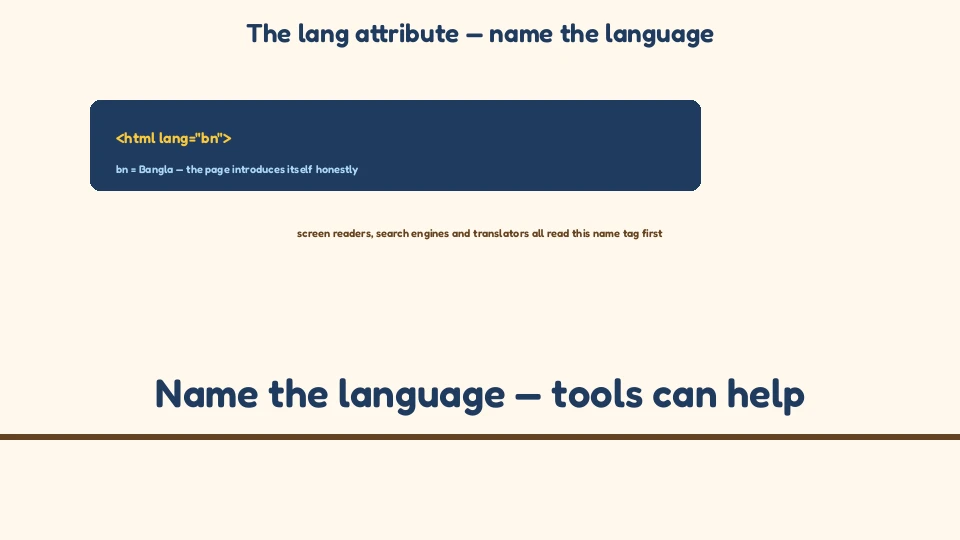 The lang attribute — name the language
<html lang="bn">
bn = Bangla — the page introduces itself honestly
screen readers, search engines and translators all read this name tag first
Name the language — tools can help